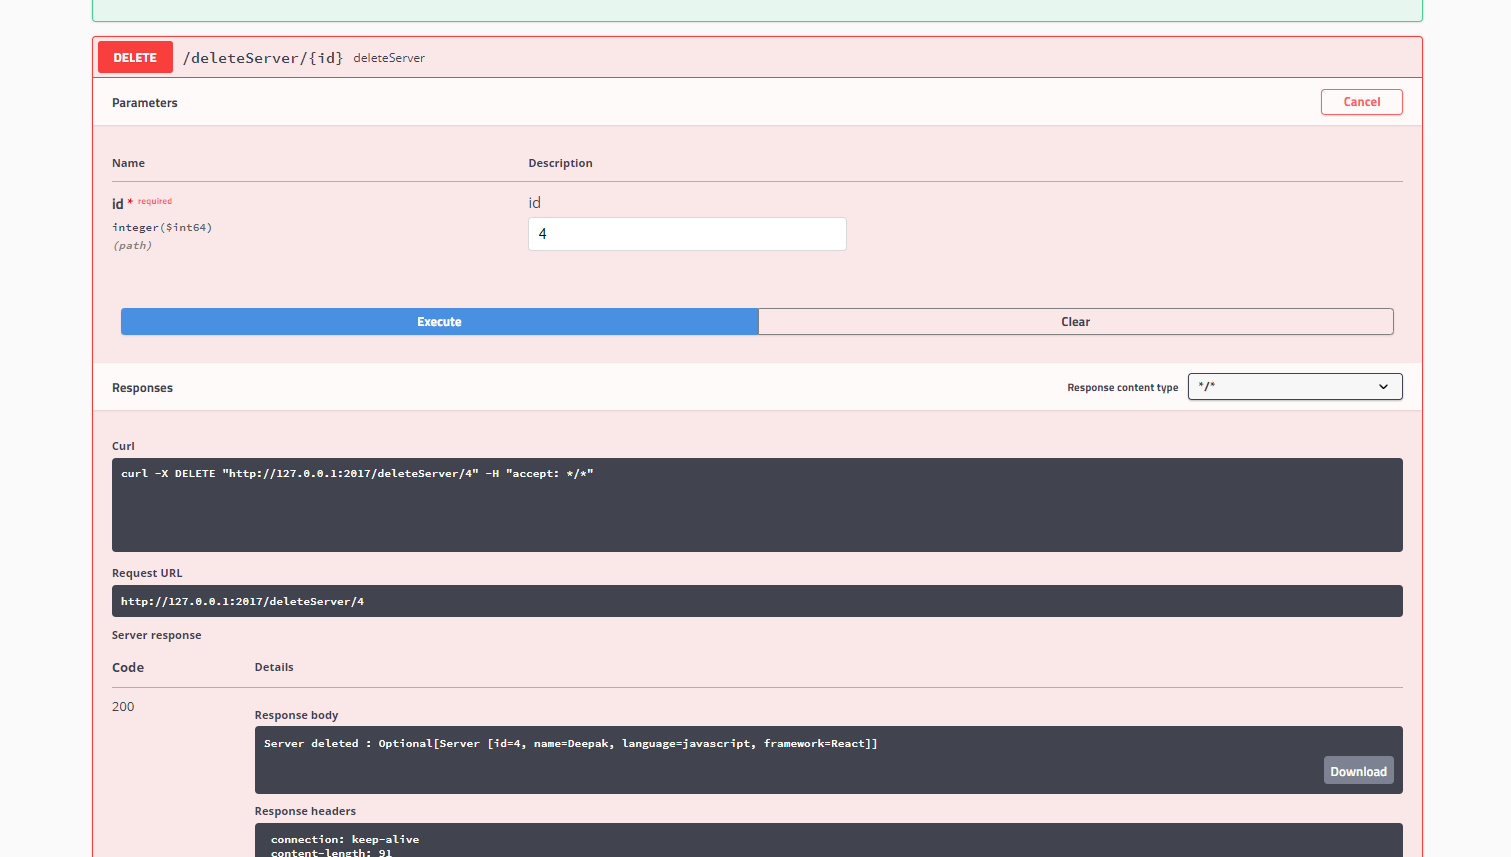 DELETE /deleteServer/{id} deleteServer
Parameters Cancel
Name Description
id * required id
integer($int64) 4
(path)
Execute Clear
Responses Response content type */*
Curl
curl -X DELETE "http://127.0.0.1:2017/deleteServer/4" -H "accept: */*"
Request URL
http://127.0.0.1:2017/deleteServer/4
Server response
Code Details
200
Response body
Server deleted : Optional[Server [id=4, name=Deepak, language=javascript, framework=React]]
Download
Response headers
connection: keep-alive
content-length: 91